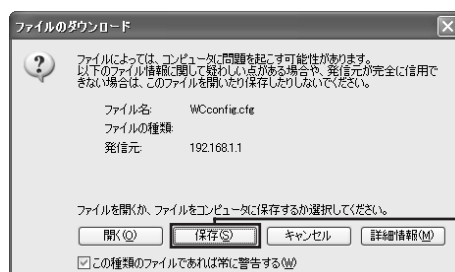 ファイルのダウンロード
ファイルによっては、コンピュータに問題を起こす可能性があります。
以下のファイル情報に関して疑わしい点がある場合や、発信元が完全に信用で
きない場合は、このファイルを開いたり保存したりしないでください。
ファイル名: WCconfig.cfg
ファイルの種類:
発信元: 192.168.1.1
ファイルを開くか、ファイルをコンピュータに保存するか選択してください。
開く(O) 保存(S) キャンセル 詳細情報(M)
この種類のファイルであれば常に警告する(W)